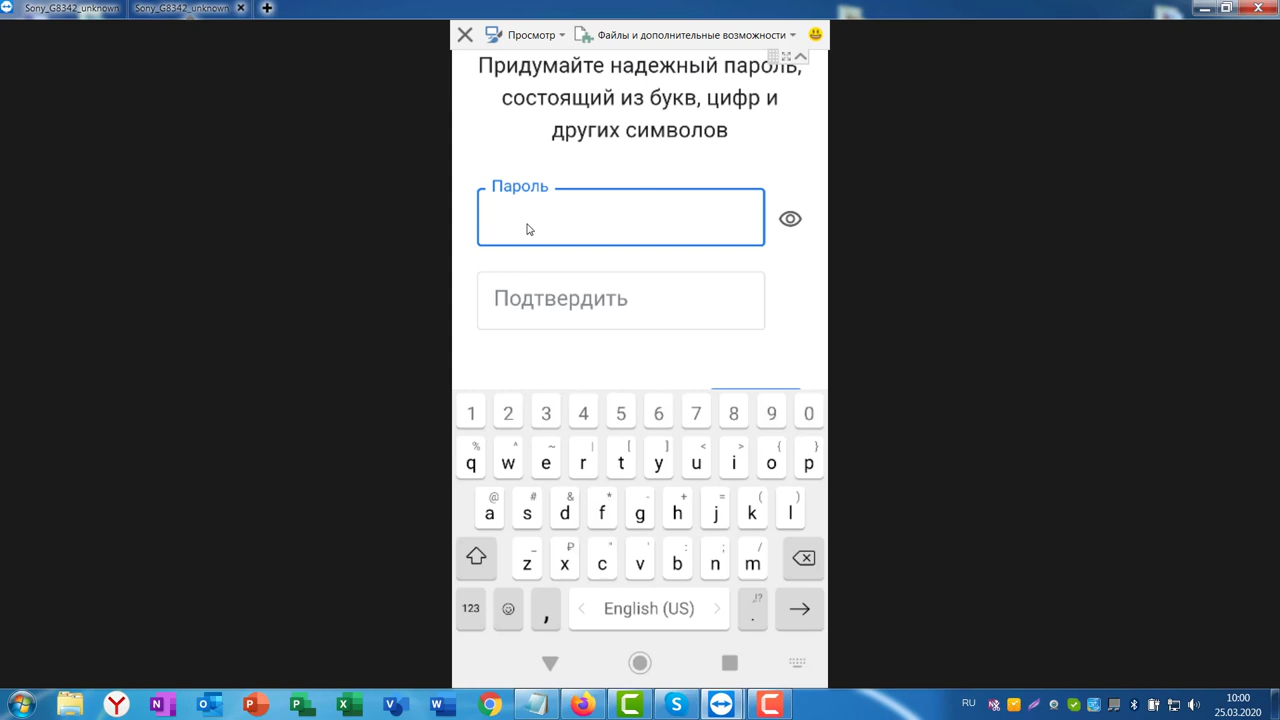 Sony_G8342_unknown Sony_G8342_unknown
Просмотр Файлы и дополнительные возможности
Придумайте надежный пароль,
состоящий из букв, цифр и
других символов
Пароль
Подтвердить
1 2 3 4 5 6 7 8 9 0
% ^ ~ | [ ] < > { }
q w e r t y u i o p
@ # & * - + = ( )
a s d f g h j k l
_ ₽ " ' : ; /
z x c v b n m
,!?
123 , English (US) .
RU 10:00
25.03.2020